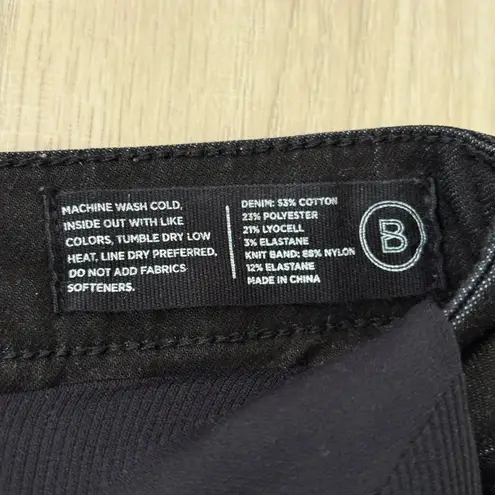 MACHINE WASH COLD,
INSIDE OUT WITH LIKE
COLORS, TUMBLE DRY LOW
HEAT, LINE DRY PREFERRED.
DO NOT ADD FABRICS
SOFTENERS.
DENIM: 53% COTTON
23% POLYESTER
21% LYOCELL
3% ELASTANE
KNIT BAND: 88% NYLON
12% ELASTANE
MADE IN CHINA
B